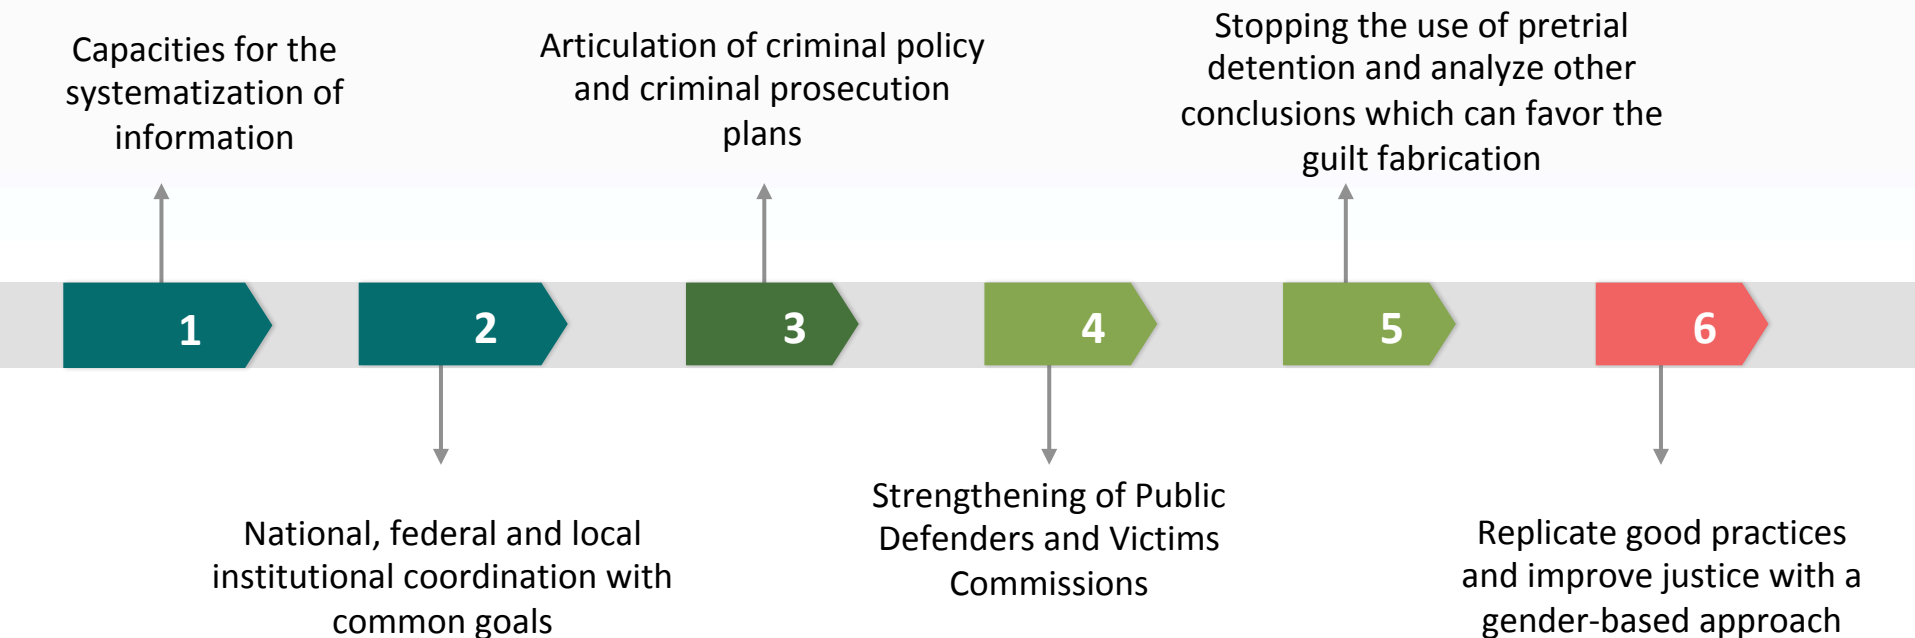 Capacities for the
systematization of
information
Articulation of criminal policy
and criminal prosecution
plans
Stopping the use of pretrial
detention and analyze other
conclusions which can favor the
guilt fabrication
1
2
3
4
5
6
National, federal and local
institutional coordination with
common goals
Strengthening of Public
Defenders and Victims
Commissions
Replicate good practices
and improve justice with a
gender-based approach